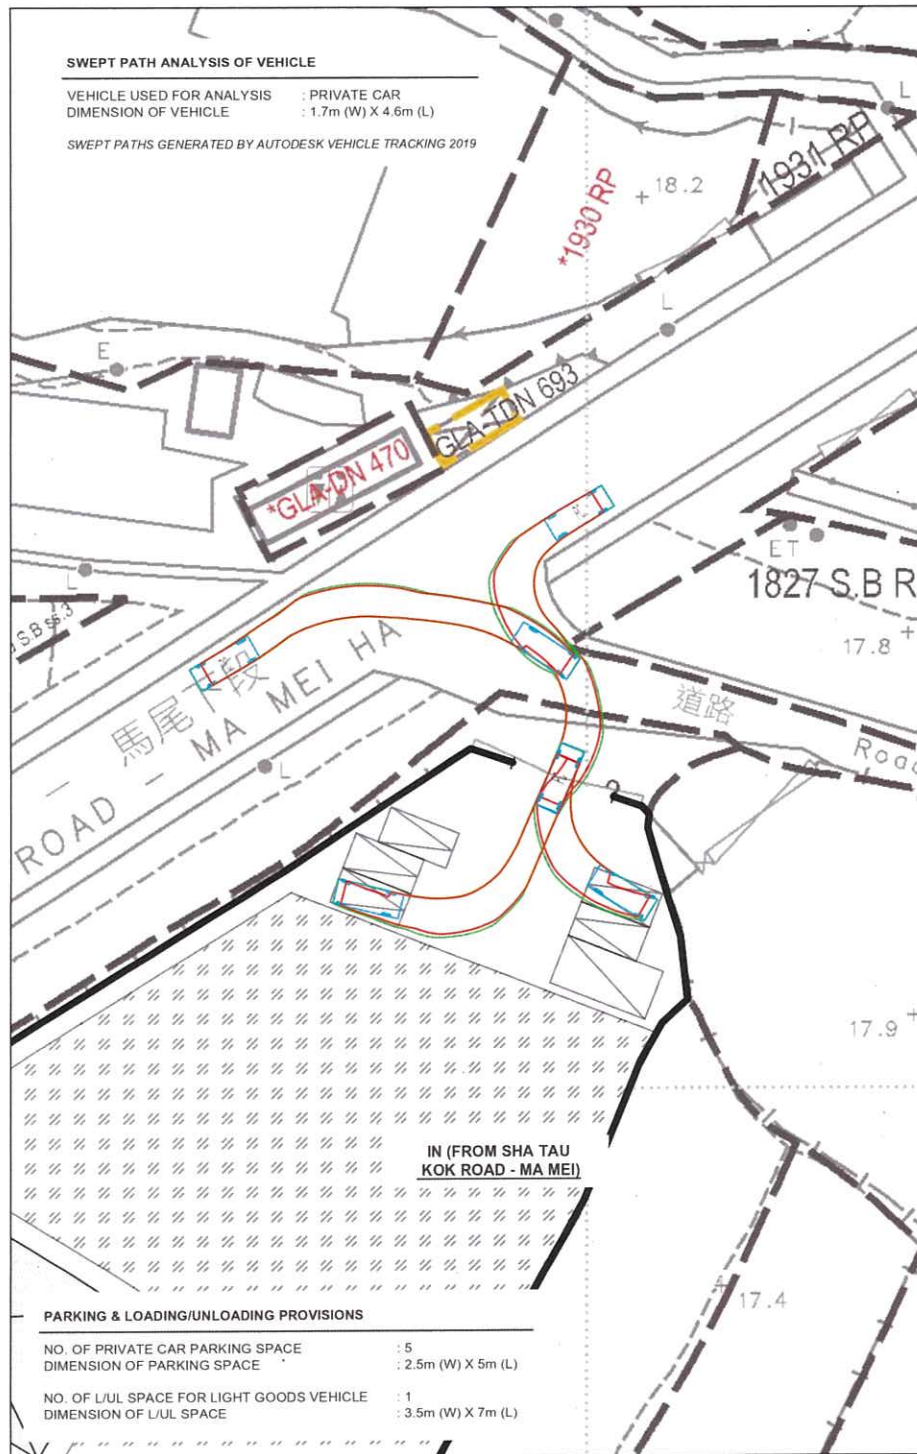 SWEPT PATH ANALYSIS OF VEHICLE
VEHICLE USED FOR ANALYSIS : PRIVATE CAR
DIMENSION OF VEHICLE : 1.7m (W) X 4.6m (L)
SWEPT PATHS GENERATED BY AUTODESK VEHICLE TRACKING 2019
L
1931 RP
18.2
*1930 RP
L
E
GLA-TDN 693
*GLA-DN 470
ET
L
1827 S.B R
S.B ss.3
17.8
馬尾下段
道路
ROAD - MA MEI HA
Road
L
17.9
IN (FROM SHA TAU
KOK ROAD - MA MEI)
17.4
PARKING & LOADING/UNLOADING PROVISIONS
NO. OF PRIVATE CAR PARKING SPACE : 5
DIMENSION OF PARKING SPACE : 2.5m (W) X 5m (L)
NO. OF L/UL SPACE FOR LIGHT GOODS VEHICLE : 1
DIMENSION OF L/UL SPACE : 3.5m (W) X 7m (L)